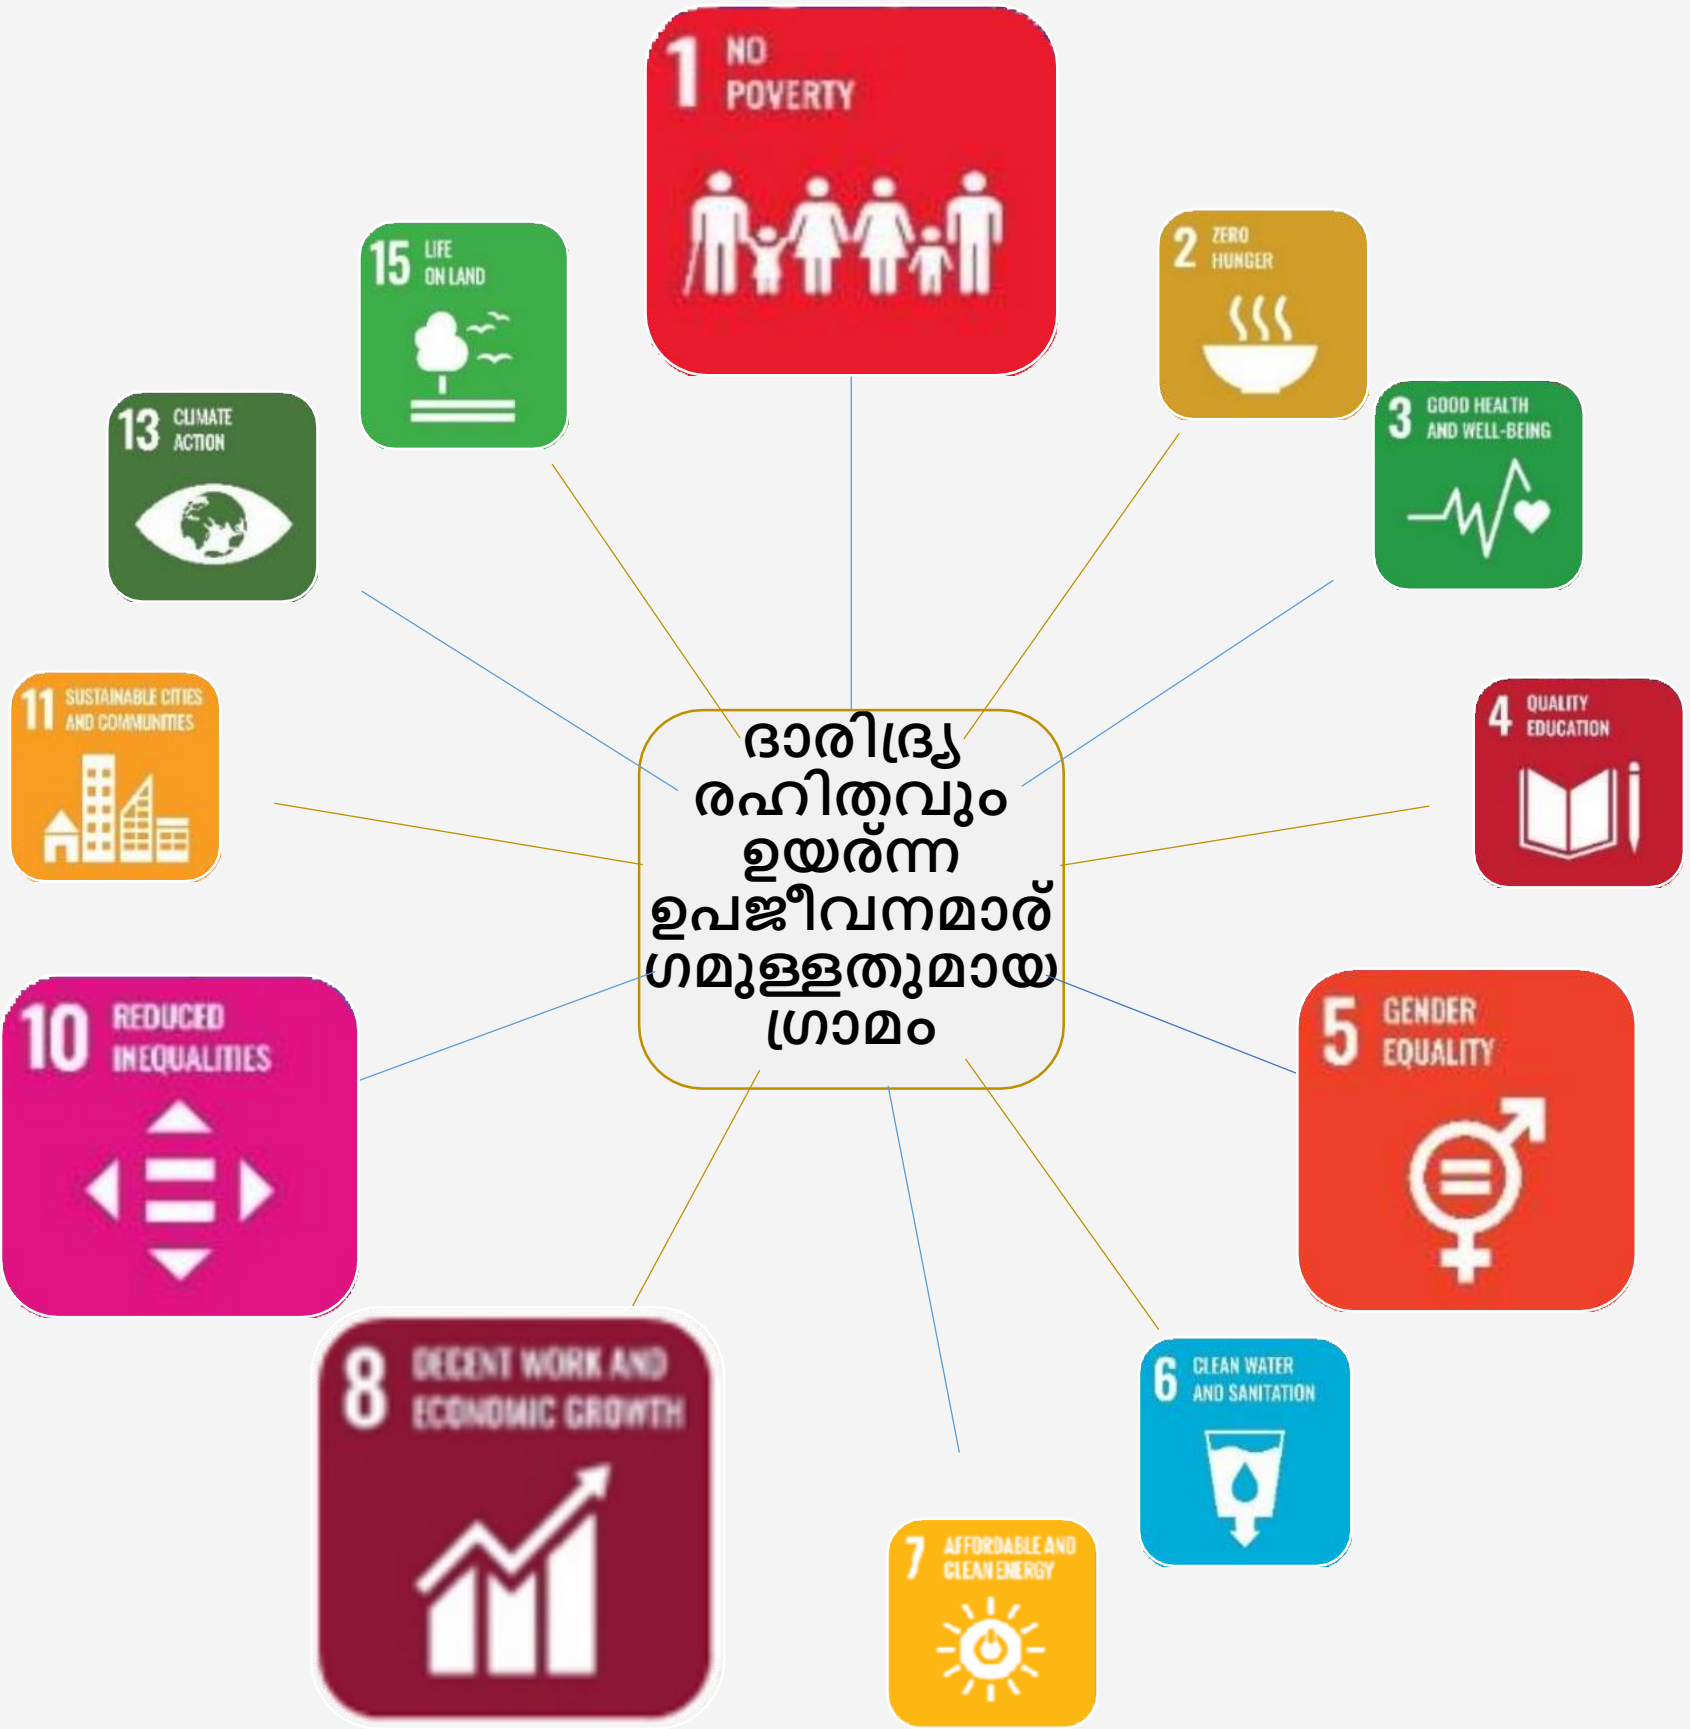 1 NO
POVERTY
2 ZERO
HUNGER
3 GOOD HEALTH
AND WELL-BEING
4 QUALITY
EDUCATION
5 GENDER
EQUALITY
6 CLEAN WATER
AND SANITATION
7 AFFORDABLE AND
CLEAN ENERGY
8 DECENT WORK AND
ECONOMIC GROWTH
10 REDUCED
INEQUALITIES
11 SUSTAINABLE CITIES
AND COMMUNITIES
13 CLIMATE
ACTION
15 LIFE
ON LAND
ദാരിദ്ര്യ
രഹിതവും
ഉയര്ന്ന
ഉപജീവനമാര്
ഗമുള്ളതുമായ
ഗ്രാമം